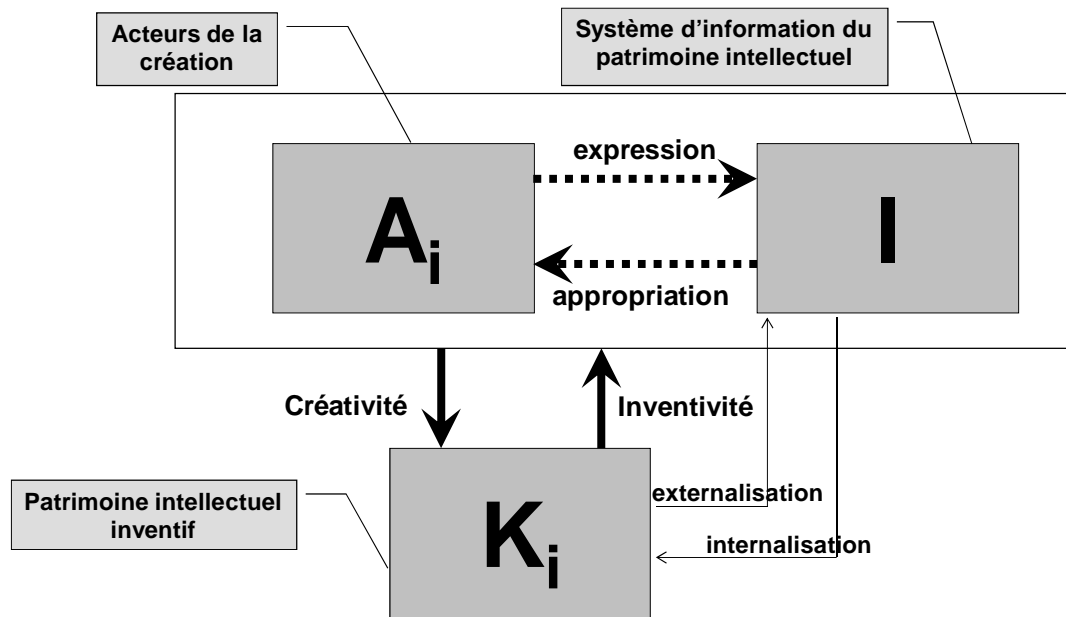 Acteurs de la
création
Système d’information du
patrimoine intellectuel
expression
Ai
I
appropriation
Créativité
Inventivité
Patrimoine intellectuel
inventif
Ki
externalisation
internalisation